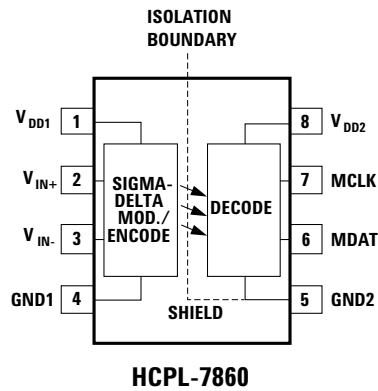 ISOLATION
BOUNDARY
VDD1 1
8 VDD2
VIN+ 2
7 MCLK
SIGMA-
DELTA
MOD./
ENCODE
DECODE
VIN- 3
6 MDAT
GND1 4
5 GND2
SHIELD
HCPL-7860